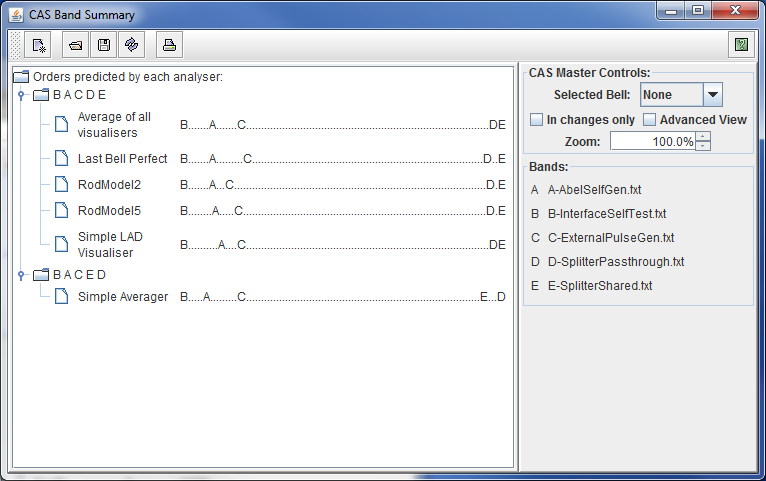 CAS Band Summary
Orders predicted by each analyser:
B A C D E
Average of all
visualisers
B.......A......C.....................................................................................DE
Last Bell Perfect B.......A.........C..................................................................................D..E
RodModel2 B.......A...C........................................................................................D.E
RodModel5 B........A.....C.....................................................................................D.E
Simple LAD
Visualiser
B..........A....C.....................................................................................DE
B A C E D
Simple Averager B.....A.........C...................................................................................E...D
CAS Master Controls:
Selected Bell: None
In changes only Advanced View
Zoom: 100.0%
Bands:
A A-AbelSelfGen.txt
B B-InterfaceSelfTest.txt
C C-ExternalPulseGen.txt
D D-SplitterPassthrough.txt
E E-SplitterShared.txt